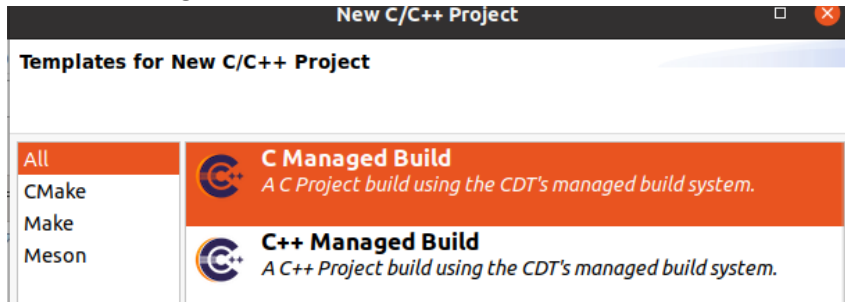 New C/C++ Project
Templates for New C/C++ Project
All
CMake
Make
Meson
C Managed Build
A C Project build using the CDT's managed build system.
C++ Managed Build
A C++ Project build using the CDT's managed build system.